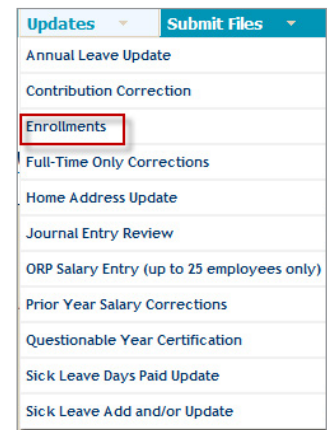 Updates Submit Files
Annual Leave Update
Contribution Correction
Enrollments
Full-Time Only Corrections
Home Address Update
Journal Entry Review
ORP Salary Entry (up to 25 employees only)
Prior Year Salary Corrections
Questionable Year Certification
Sick Leave Days Paid Update
Sick Leave Add and/or Update